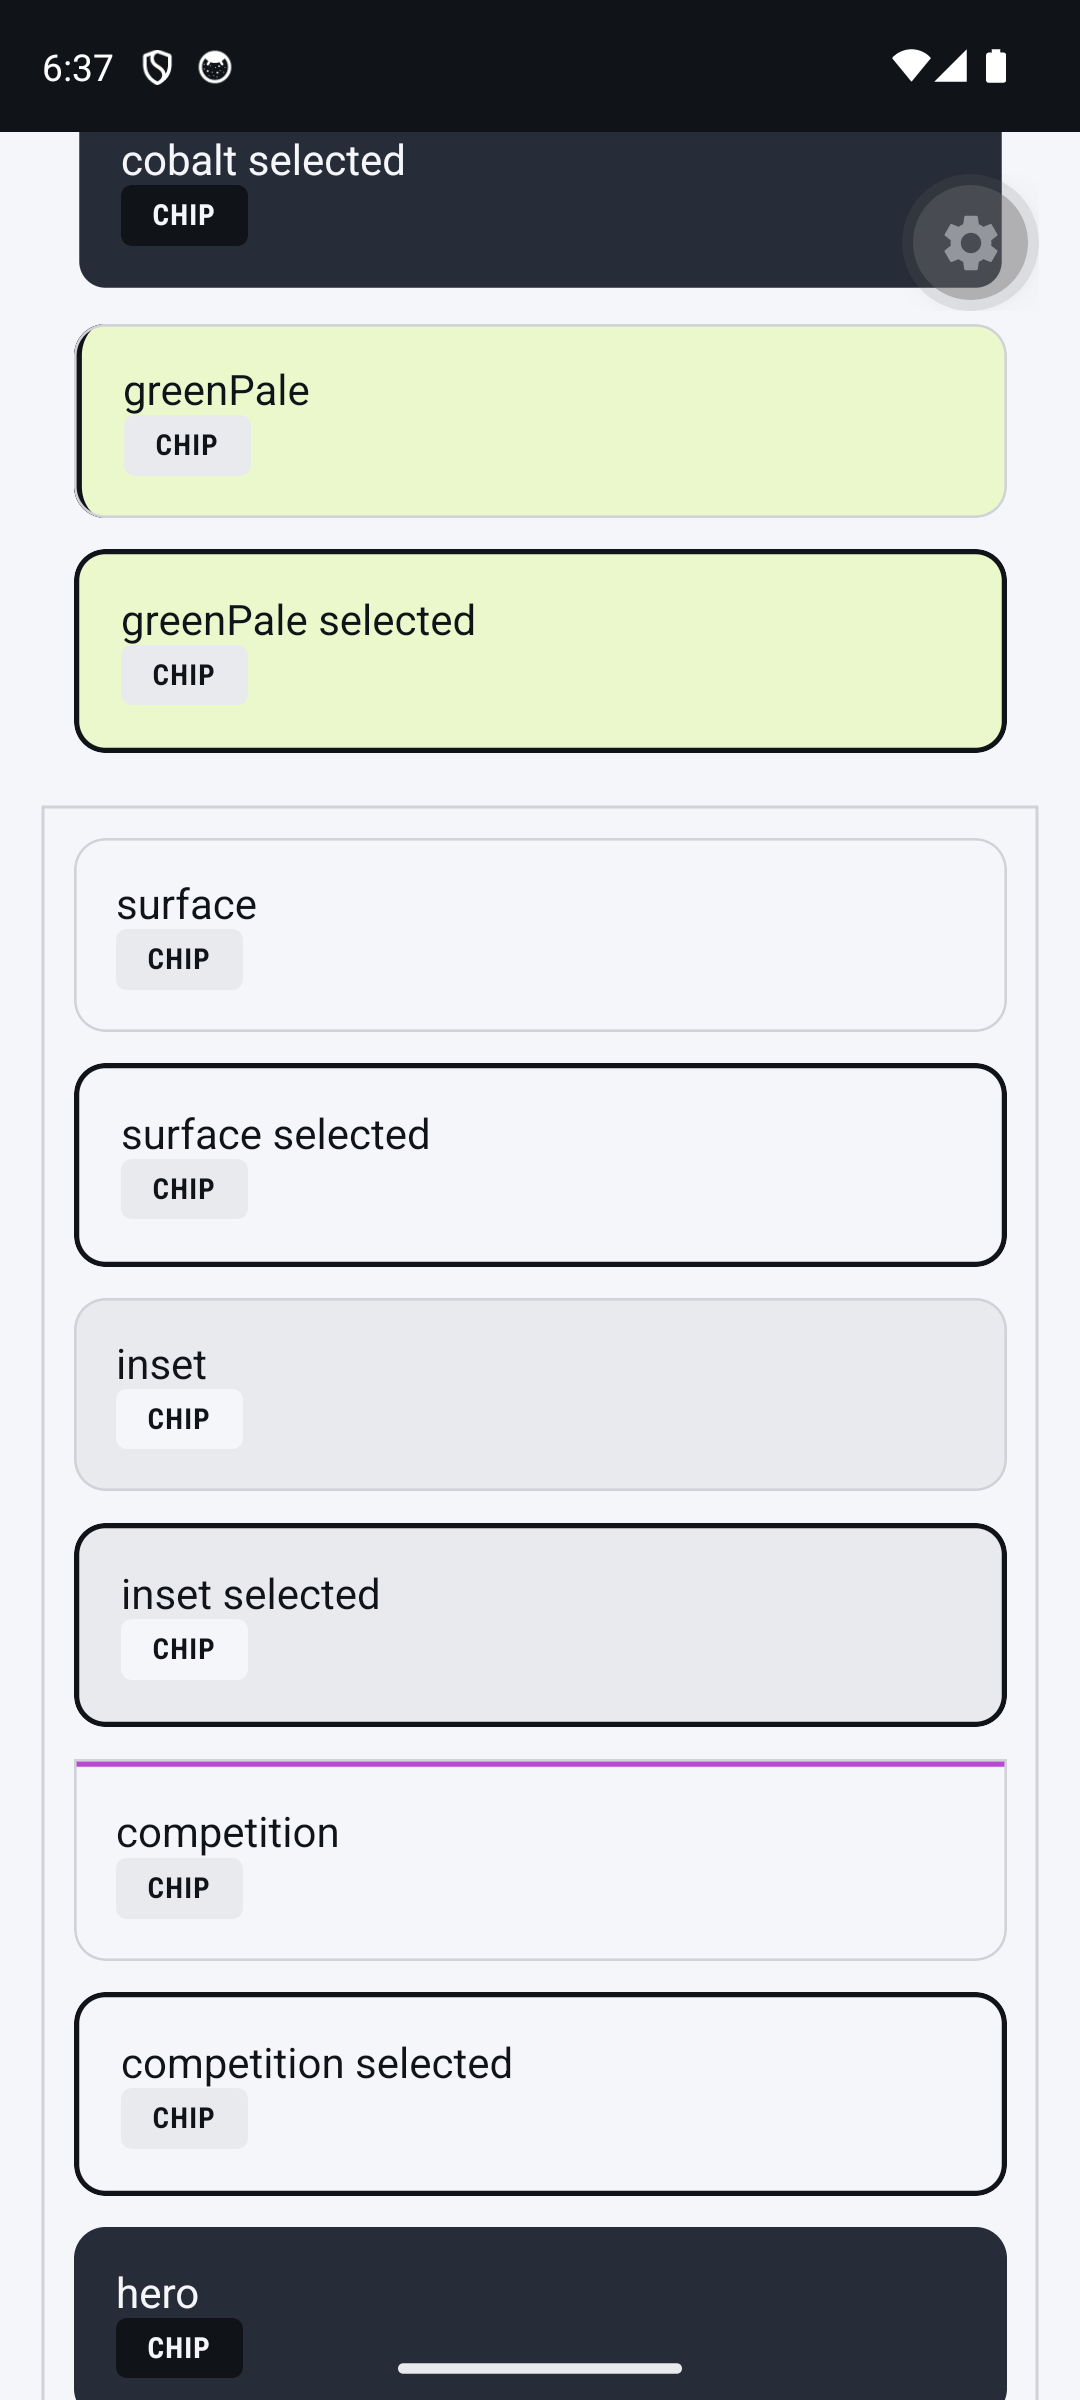 6:37
cobalt selected
CHIP
greenPale
CHIP
greenPale selected
CHIP
surface
CHIP
surface selected
CHIP
inset
CHIP
inset selected
CHIP
competition
CHIP
competition selected
CHIP
hero
CHIP